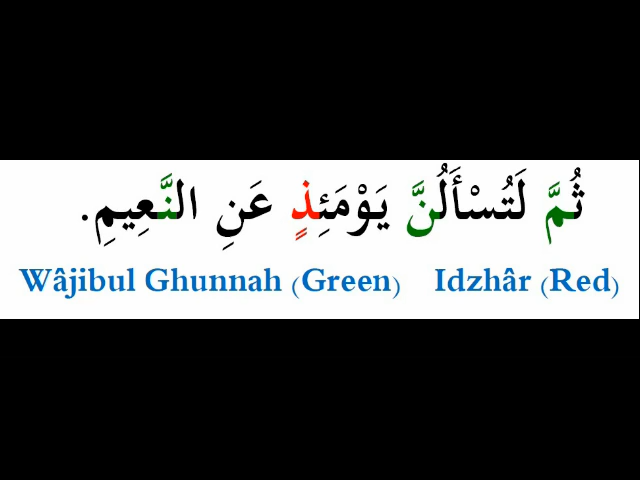 ثُمَّ لَتُسْأَلُنَّ يَوْمَئِذٍ عَنِ النَّعِيمِ.
Wâjibul Ghunnah (Green) Idzhâr (Red)